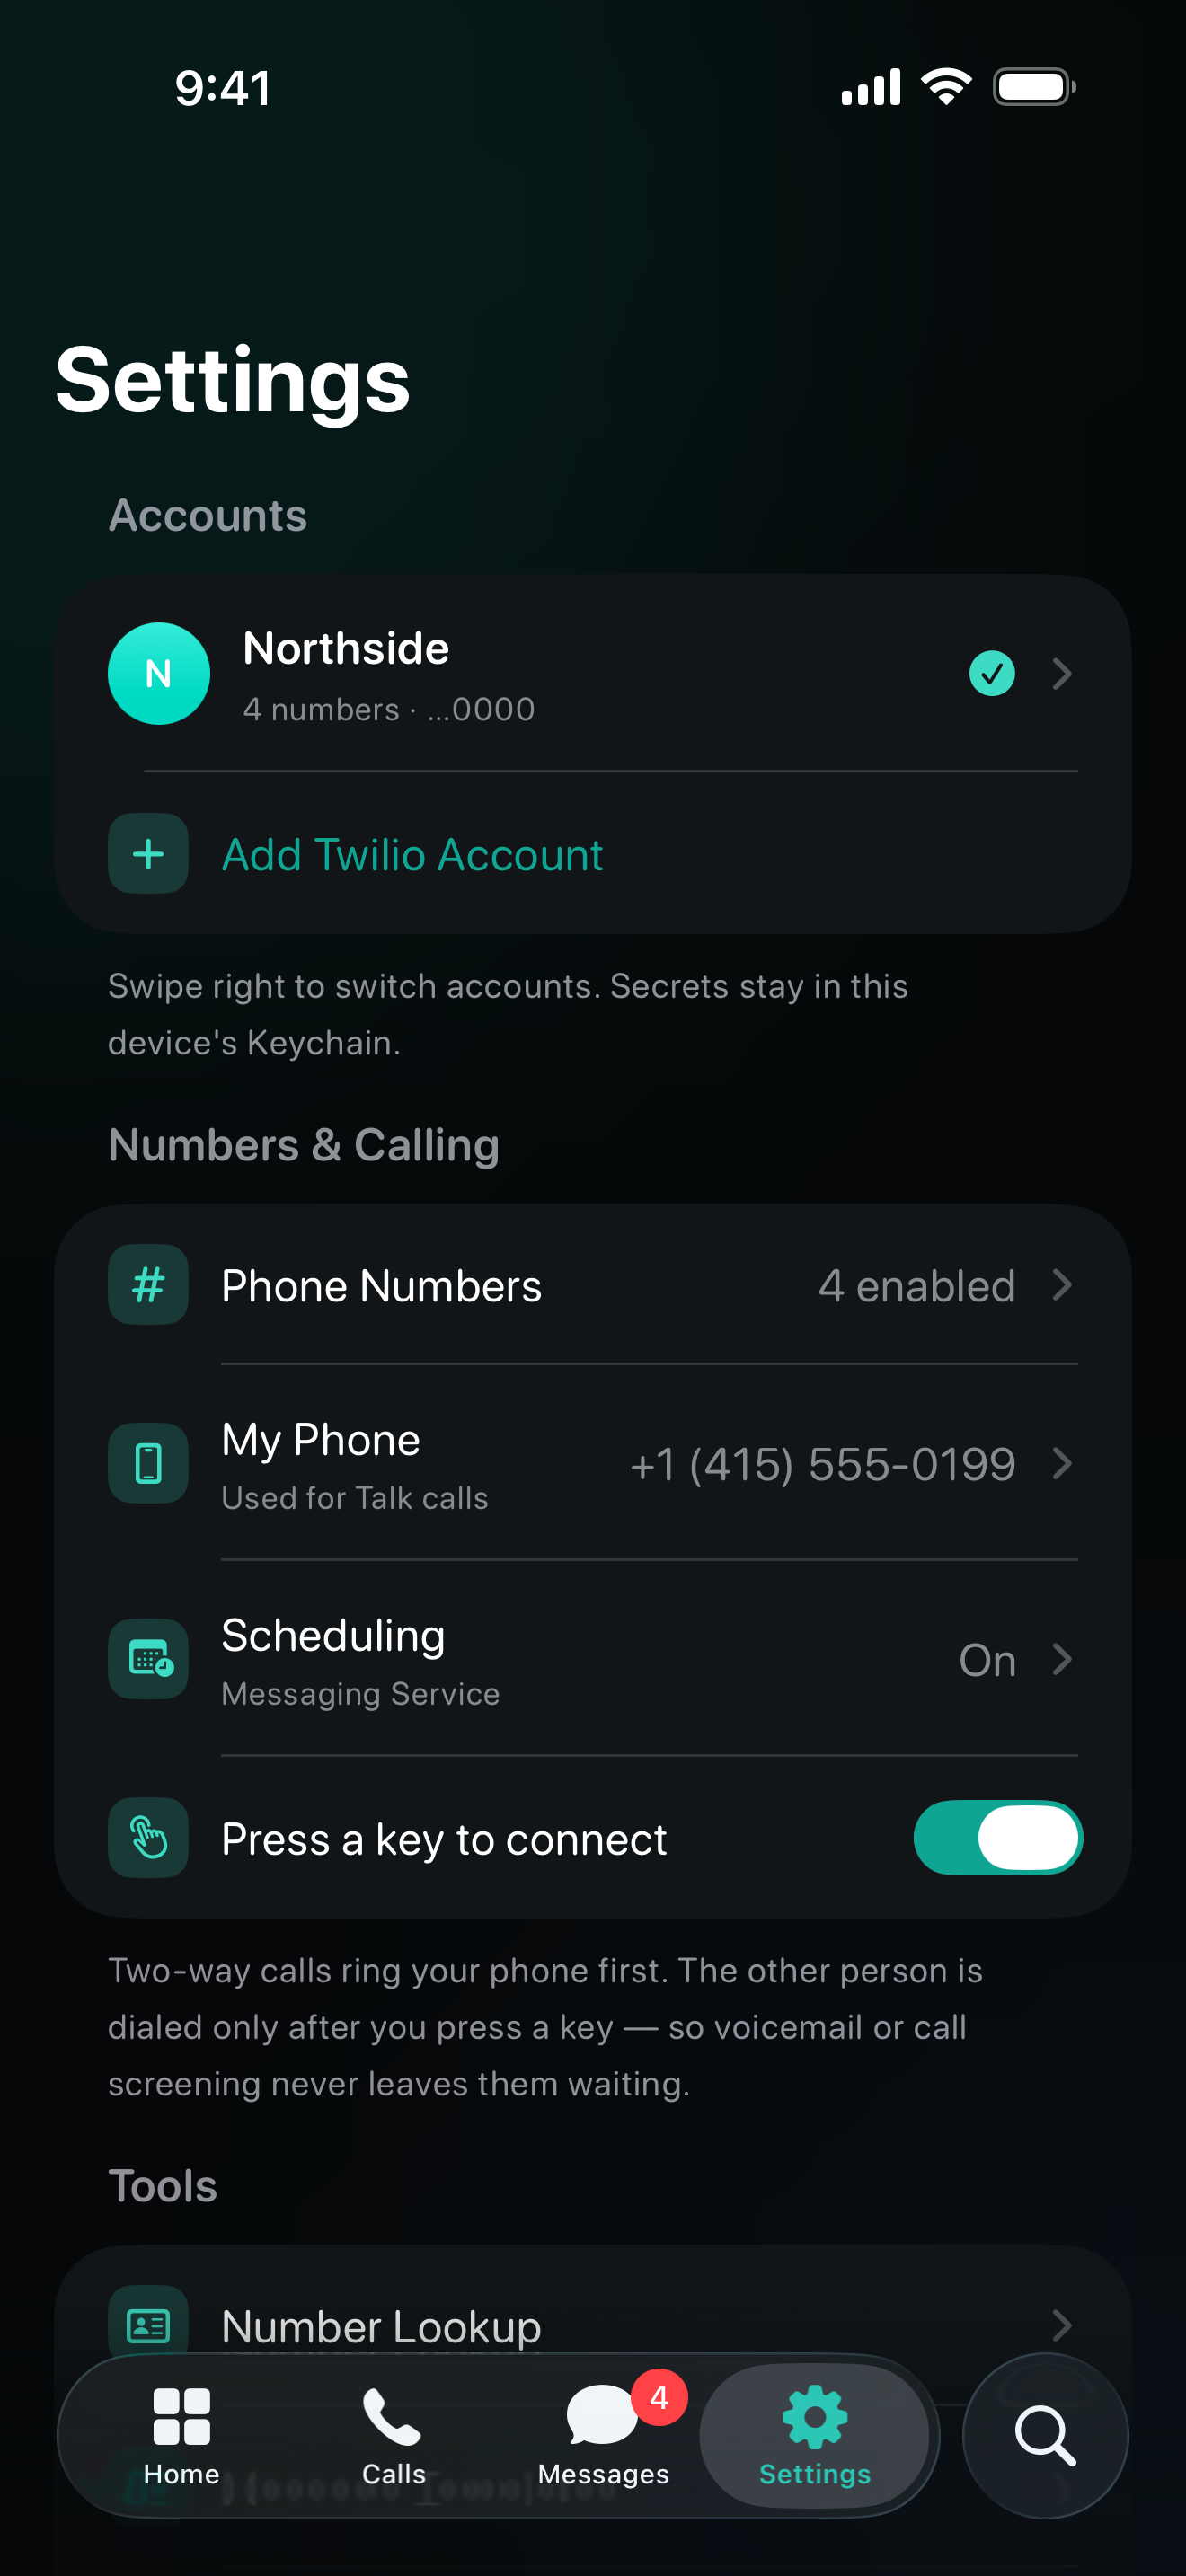 9:41
Settings
Accounts
N
Northside
4 numbers · ...0000
Add Twilio Account
Swipe right to switch accounts. Secrets stay in this
device's Keychain.
Numbers & Calling
Phone Numbers
4 enabled
My Phone
Used for Talk calls
+1 (415) 555-0199
Scheduling
Messaging Service
On
Press a key to connect
Two-way calls ring your phone first. The other person is
dialed only after you press a key — so voicemail or call
screening never leaves them waiting.
Tools
Number Lookup
4
Home
Calls
Messages
Settings